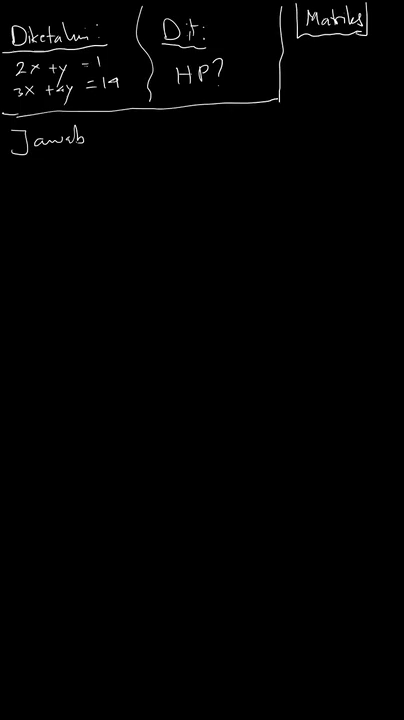 Diketahui:
2x + y = 1
3x + 4y = 14
Dit:
HP?
Matriks
Jawab